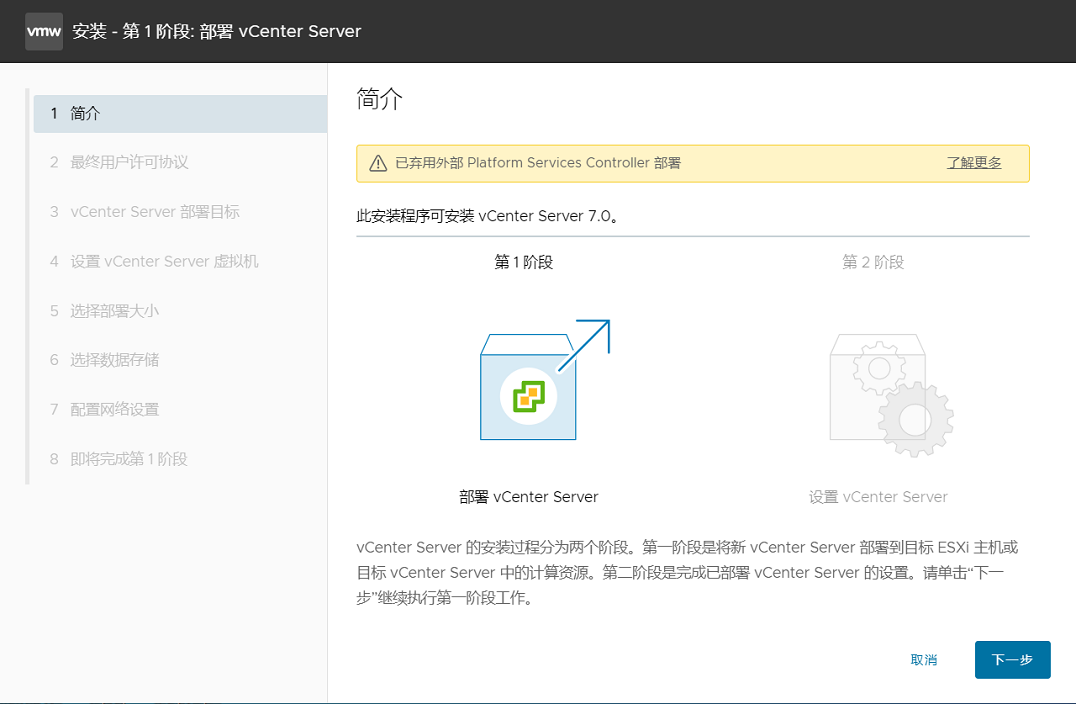 vmw 安装 - 第 1 阶段: 部署 vCenter Server
1 简介
2 最终用户许可协议
3 vCenter Server 部署目标
4 设置 vCenter Server 虚拟机
5 选择部署大小
6 选择数据存储
7 配置网络设置
8 即将完成第 1 阶段
简介
已弃用外部 Platform Services Controller 部署 了解更多
此安装程序可安装 vCenter Server 7.0。
第 1 阶段 第 2 阶段
部署 vCenter Server 设置 vCenter Server
vCenter Server 的安装过程分为两个阶段。第一阶段是将新 vCenter Server 部署到目标 ESXi 主机或
目标 vCenter Server 中的计算资源。第二阶段是完成已部署 vCenter Server 的设置。请单击“下一
步”继续执行第一阶段工作。
取消 下一步